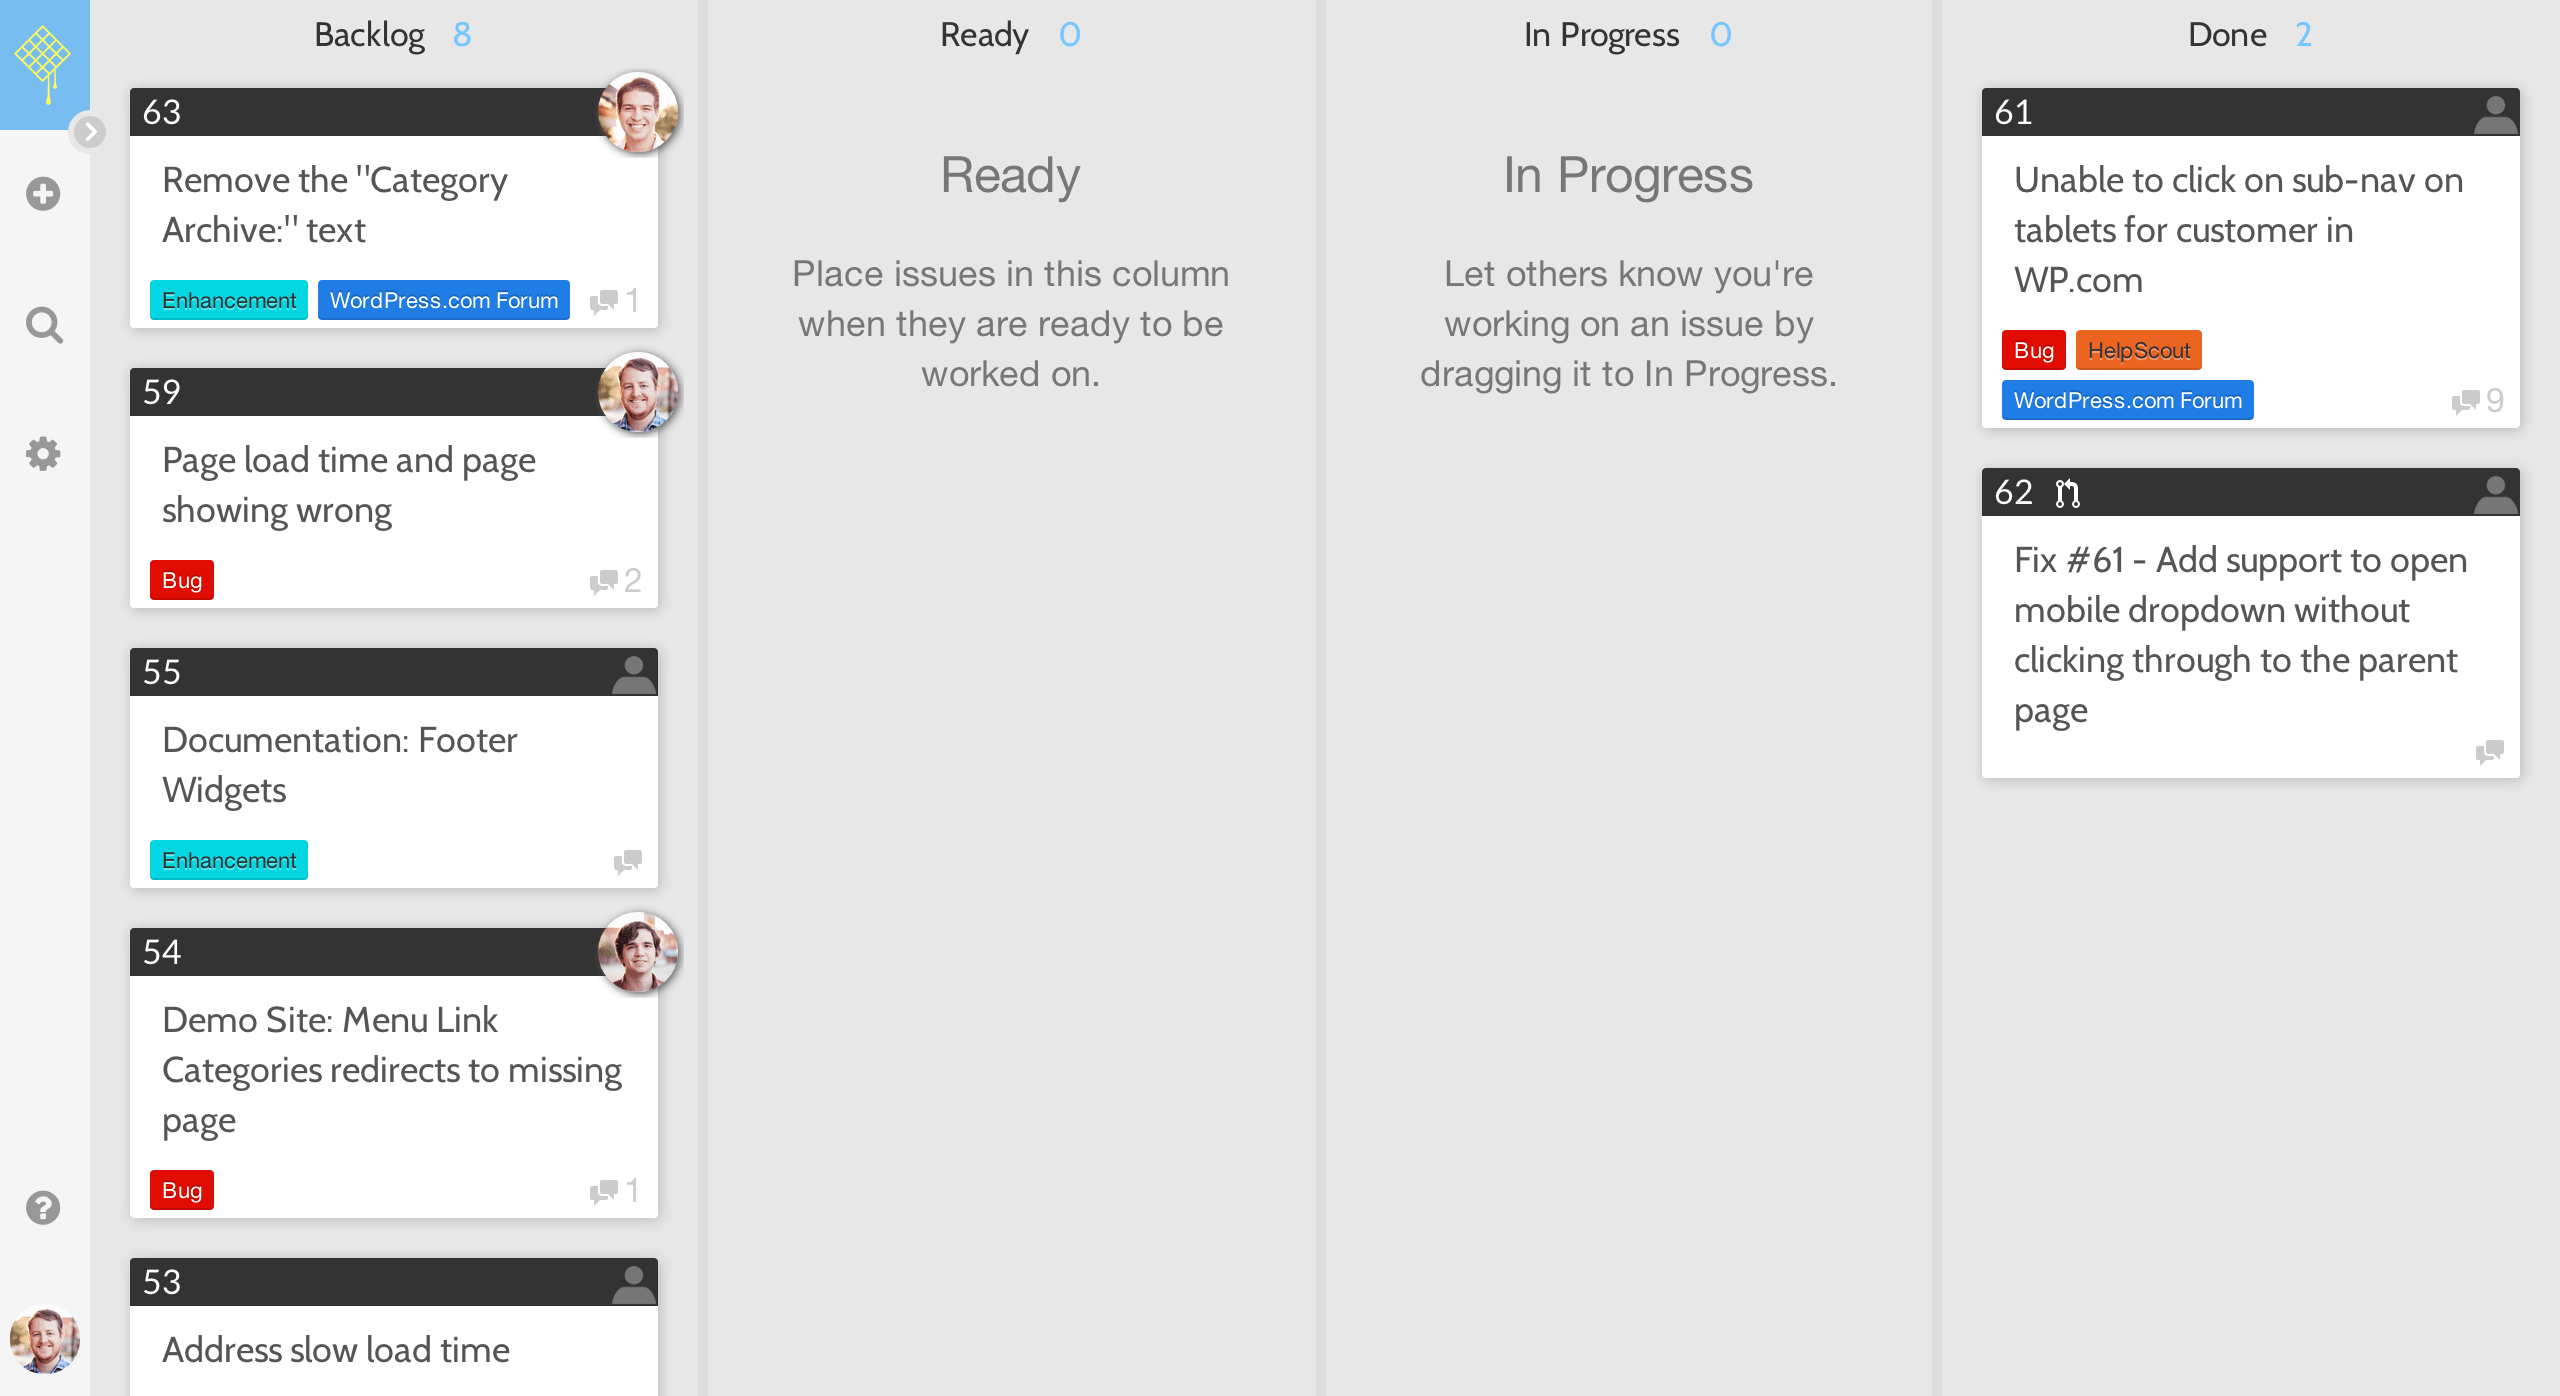 Backlog 8
63
Remove the "Category
Archive:" text
Enhancement WordPress.com Forum 1
59
Page load time and page
showing wrong
Bug 2
55
Documentation: Footer
Widgets
Enhancement
54
Demo Site: Menu Link
Categories redirects to missing
page
Bug 1
53
Address slow load time
Ready 0
Ready
Place issues in this column
when they are ready to be
worked on.
In Progress 0
In Progress
Let others know you're
working on an issue by
dragging it to In Progress.
Done 2
61
Unable to click on sub-nav on
tablets for customer in
WP.com
Bug HelpScout
WordPress.com Forum 9
62
Fix #61 - Add support to open
mobile dropdown without
clicking through to the parent
page